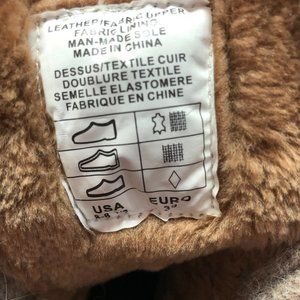 LEATHER/FABRIC UPPER
FABRIC LINING
MAN-MADE SOLE
MADE IN CHINA
DESSUS/TEXTILE CUIR
DOUBLURE TEXTILE
SEMELLE ELASTOMERE
FABRIQUE EN CHINE
USA EURO